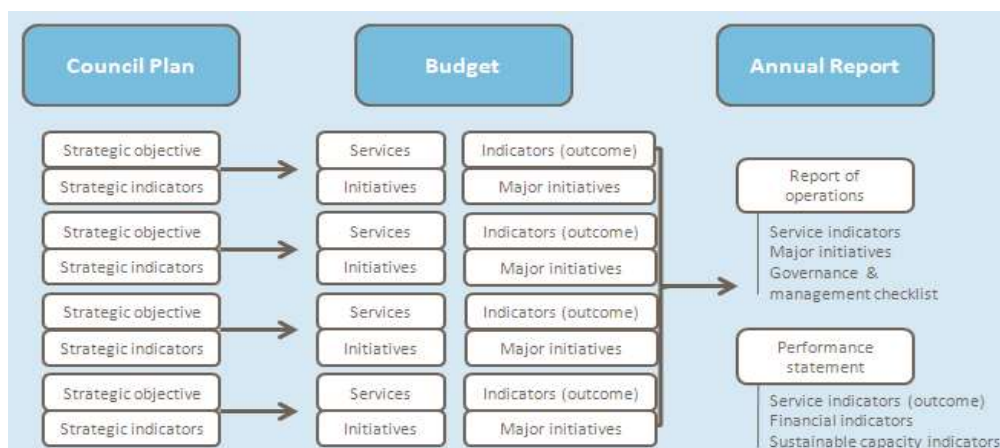 Council Plan
Budget
Annual Report
Strategic objective
Services
Indicators (outcome)
Strategic indicators
Initiatives
Major initiatives
Strategic objective
Services
Indicators (outcome)
Strategic indicators
Initiatives
Major initiatives
Strategic objective
Services
Indicators (outcome)
Strategic indicators
Initiatives
Major initiatives
Strategic objective
Services
Indicators (outcome)
Strategic indicators
Initiatives
Major initiatives
Report of
operations
Service indicators
Major initiatives
Governance &
management checklist
Performance
statement
Service indicators (outcome)
Financial indicators
Sustainable capacity indicators